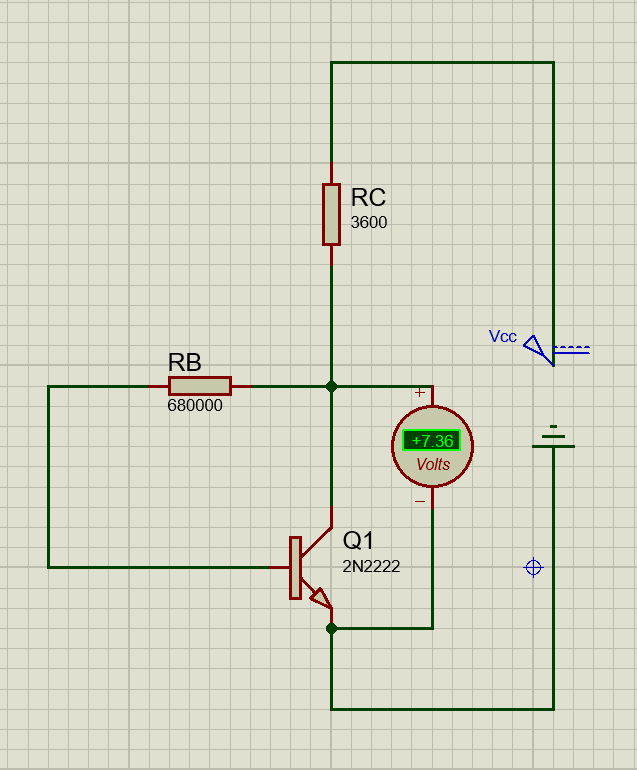 RC
3600
Vcc
RB
680000
+
+7.36
Volts
−
Q1
2N2222